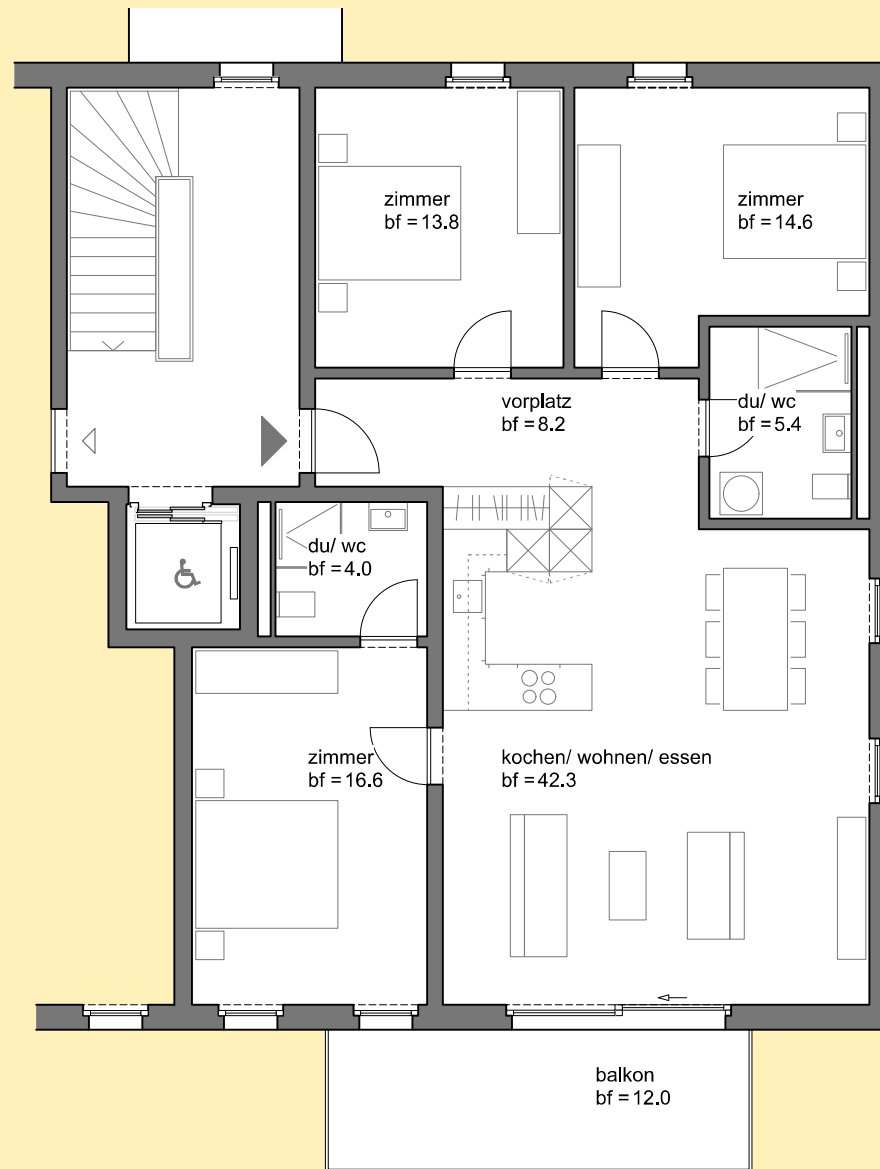 zimmer
bf = 13.8
zimmer
bf = 14.6
vorplatz
bf = 8.2
du/ wc
bf = 5.4
du/ wc
bf = 4.0
zimmer
bf = 16.6
kochen/ wohnen/ essen
bf = 42.3
balkon
bf = 12.0